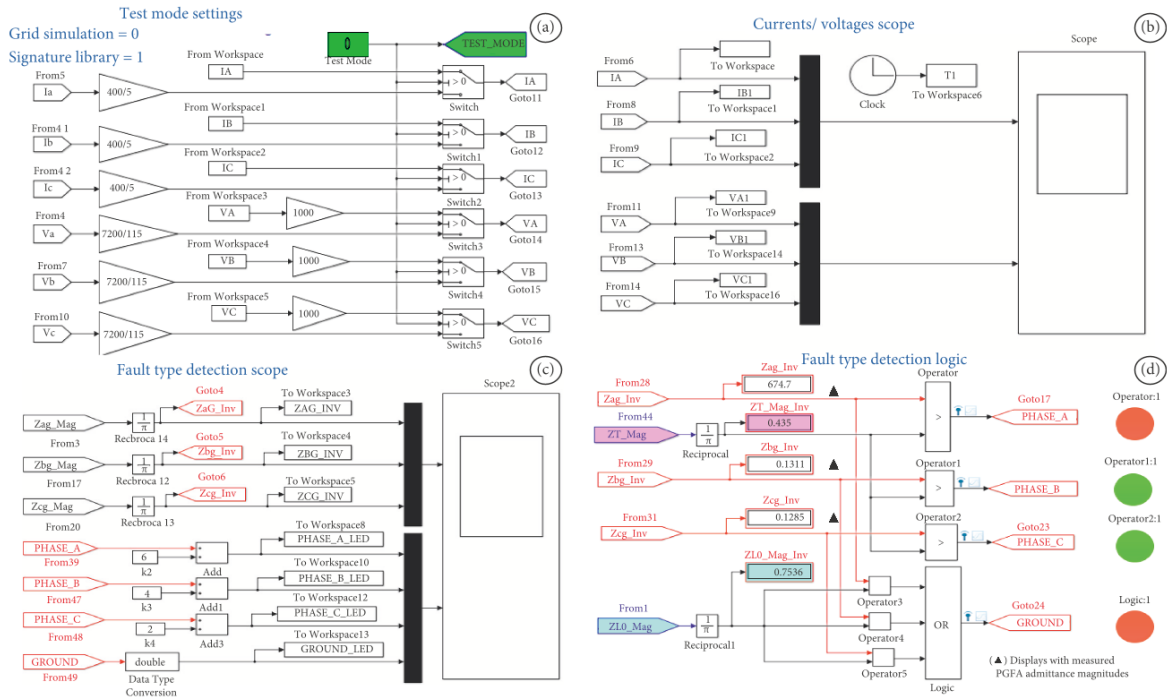 Test mode settings
(a)
Grid simulation = 0
Signature library = 1
0
Test Mode
TEST_MODE
From5
Ia
400/5
From Workspace
IA
> 0
Switch
IA
Goto11
From4 1
Ib
400/5
From Workspace1
IB
> 0
Switch1
IB
Goto12
From4 2
Ic
400/5
From Workspace2
IC
> 0
Switch2
IC
Goto13
From4
Va
7200/115
From Workspace3
VA
1000
> 0
Switch3
VA
Goto14
From7
Vb
7200/115
From Workspace4
VB
1000
> 0
Switch4
VB
Goto15
From10
Vc
7200/115
From Workspace5
VC
1000
> 0
Switch5
VC
Goto16
Currents/ voltages scope
(b)
From6
IA
To Workspace
From8
IB
IB1
To Workspace1
From9
IC
IC1
To Workspace2
From11
VA
VA1
To Workspace9
From13
VB
VB1
To Workspace14
From14
VC
VC1
To Workspace16
Clock
T1
To Workspace6
Scope
Fault type detection scope
(c)
Zag_Mag
From3
1
π
Recbroca 14
Goto4
ZaG_Inv
To Workspace3
ZAG_INV
Zbg_Mag
From17
1
π
Recbroca 12
Goto5
Zbg_Inv
To Workspace4
ZBG_INV
Zcg_Mag
From20
1
π
Recbroca 13
Goto6
Zcg_Inv
To Workspace5
ZCG_INV
PHASE_A
From39
6
k2
Add
To Workspace8
PHASE_A_LED
PHASE_B
From47
4
k3
Add1
To Workspace10
PHASE_B_LED
PHASE_C
From48
2
k4
Add3
To Workspace12
PHASE_C_LED
GROUND
From49
double
Data Type
Conversion
To Workspace13
GROUND_LED
Scope2
Fault type detection logic
(d)
From28
Zag_Inv
Zag_Inv
674.7
▲
From44
ZT_Mag
1
π
Reciprocal
ZT_Mag_Inv
0.435
Operator
>
Goto17
PHASE_A
Operator:1
From29
Zbg_Inv
Zbg_Inv
0.1311
▲
Operator1
>
PHASE_B
Operator1:1
From31
Zcg_Inv
Zcg_Inv
0.1285
▲
Operator2
>
Goto23
PHASE_C
Operator2:1
ZL0_Mag_Inv
0.7536
From1
ZL0_Mag
1
π
Reciprocal1
Operator3
Operator4
Operator5
OR
Logic
Goto24
GROUND
Logic:1
(▲) Displays with measured
PGFA admittance magnitudes